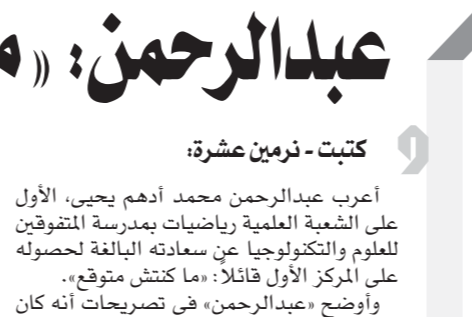 عبدالرحمن: «
كتبت - نرمين عشرة:
أعرب عبدالرحمن محمد أدهم يحيى، الأول
على الشعبة العلمية رياضيات بمدرسة المتفوقين
للعلوم والتكنولوجيا عن سعادته البالغة لحصوله
على المركز الأول قائلاً: «ما كنتش متوقع».
وأوضح «عبدالرحمن» فى تصريحات أنه كان